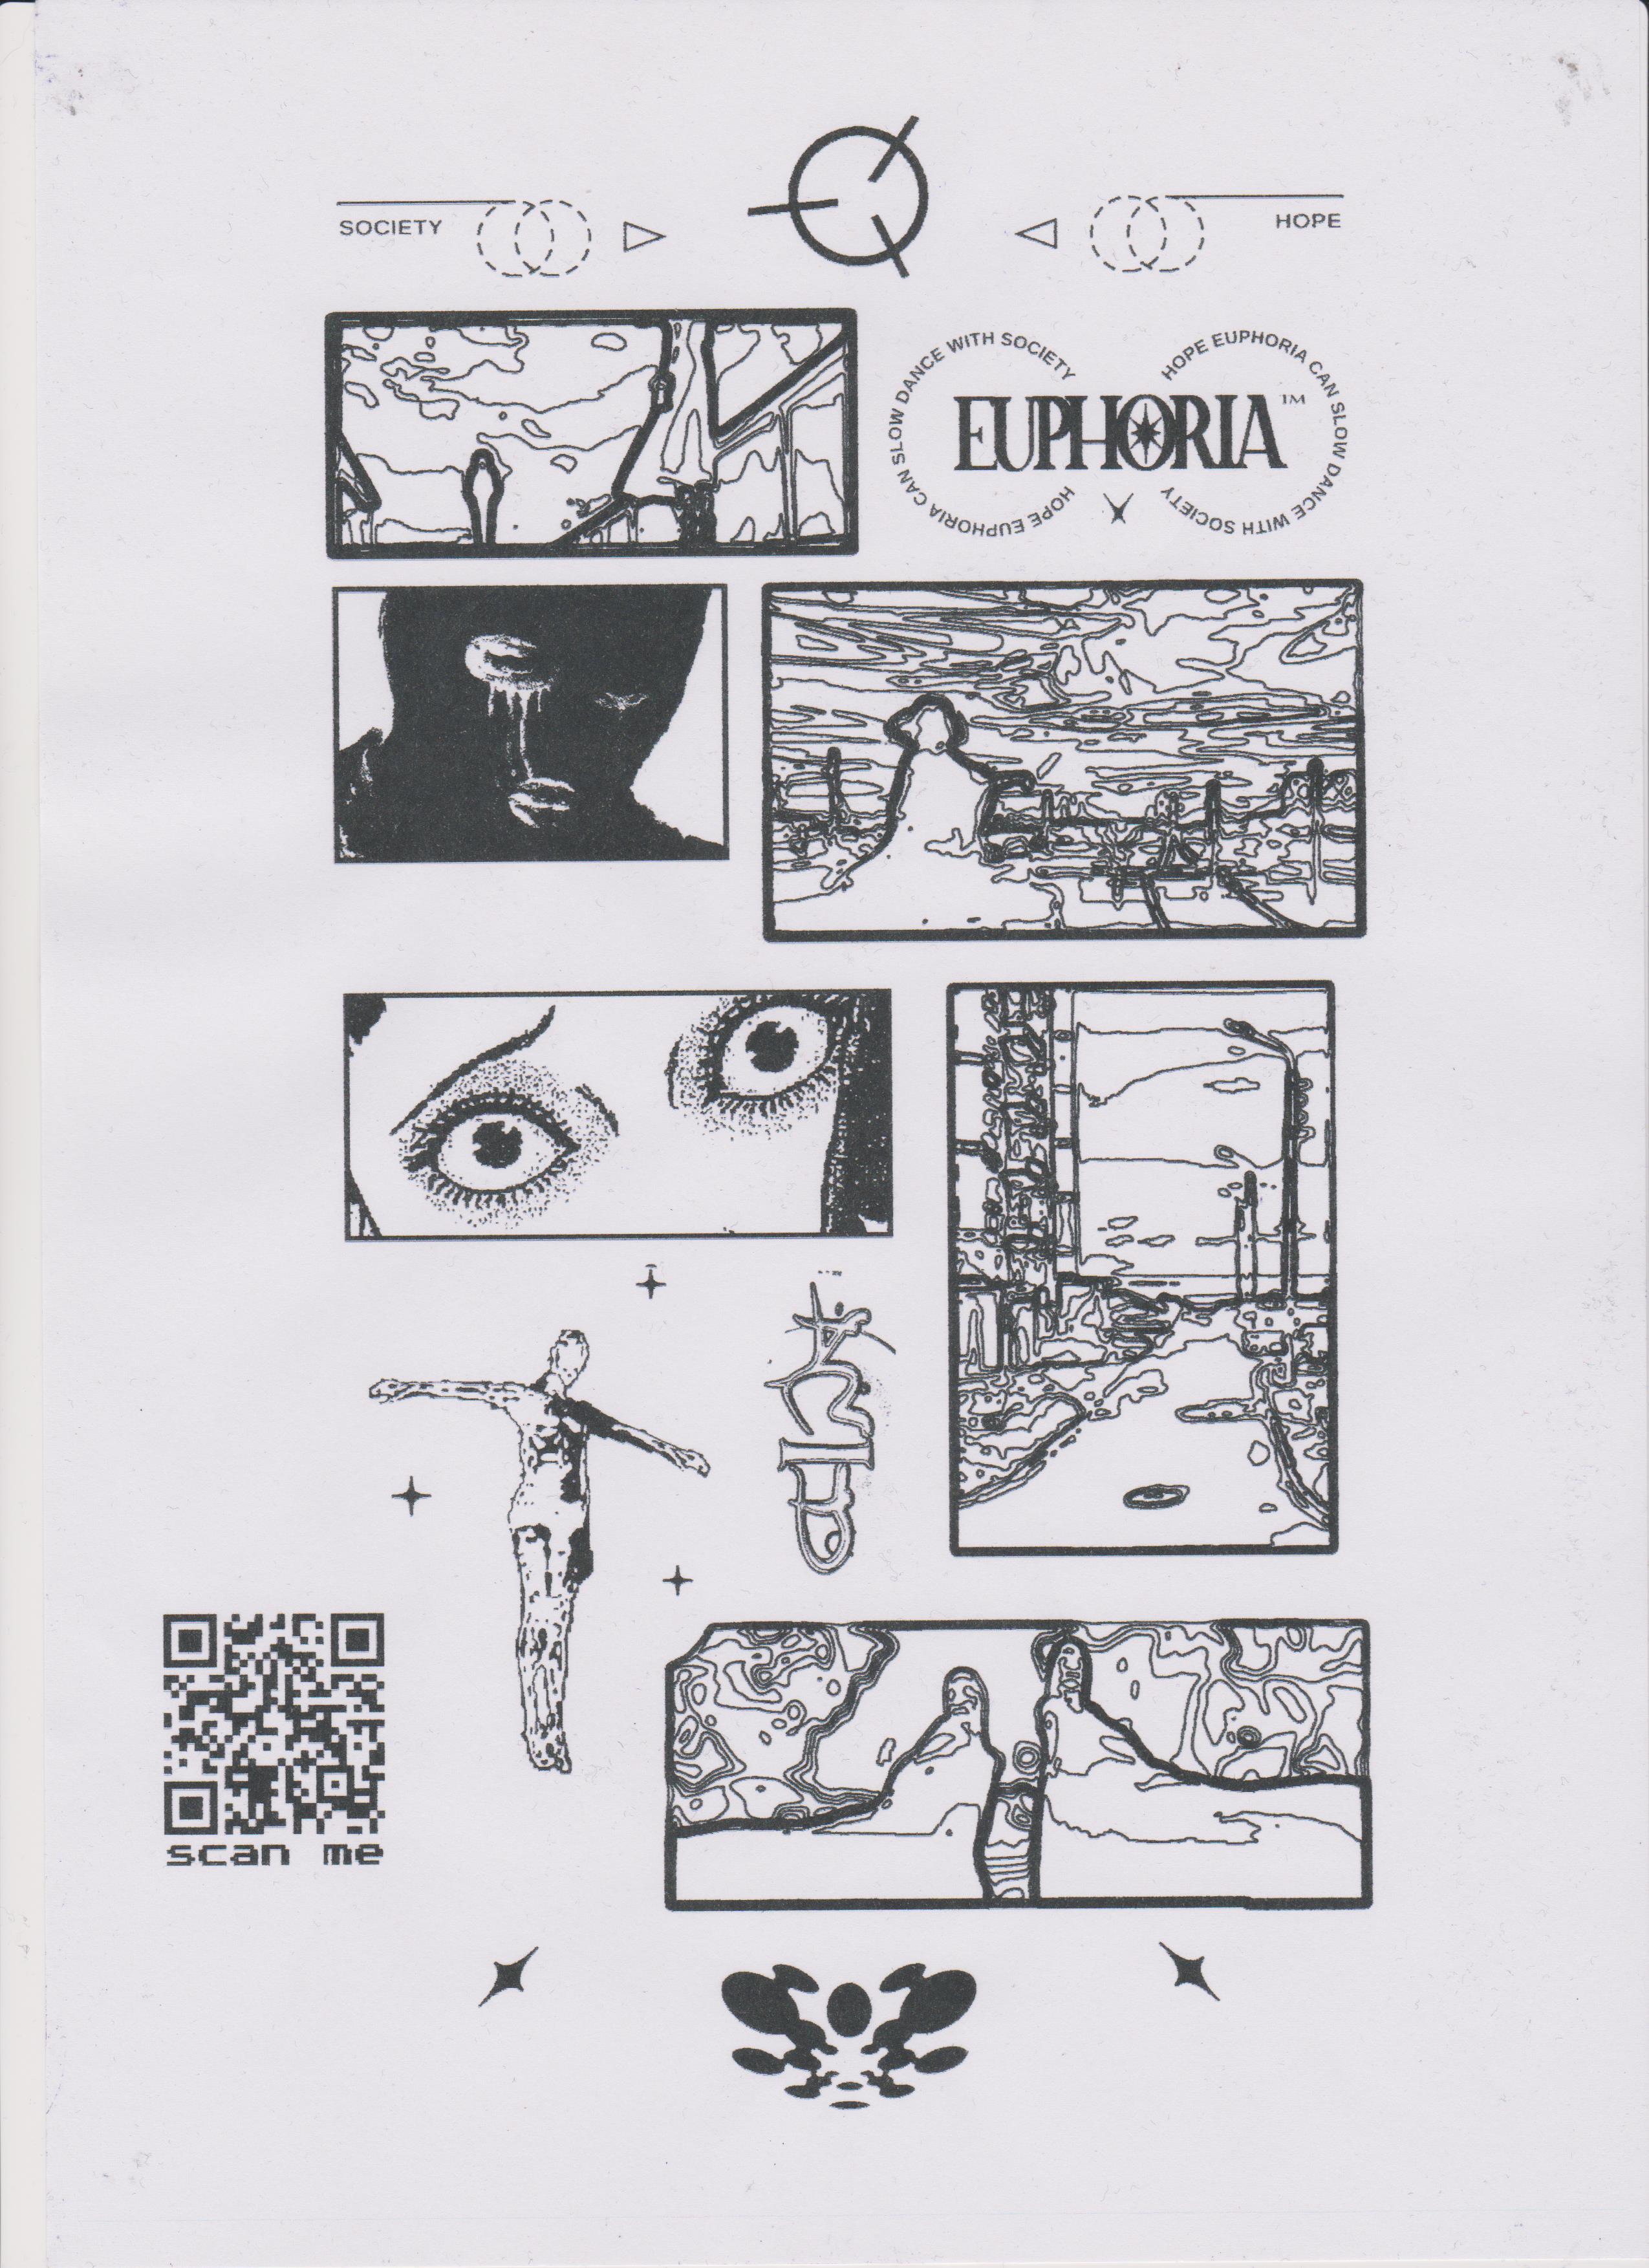 SOCIETY
HOPE
HOPE EUPHORIA CAN SLOW DANCE WITH SOCIETY
HOPE EUPHORIA CAN SLOW DANCE WITH SOCIETY
EUPHORIA™
scan me